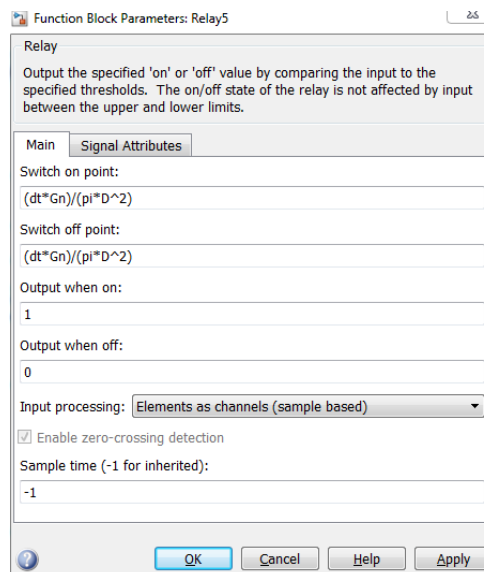 Function Block Parameters: Relay5
Relay
Output the specified 'on' or 'off' value by comparing the input to the
specified thresholds. The on/off state of the relay is not affected by input
between the upper and lower limits.
Main Signal Attributes
Switch on point:
(dt*Gn)/(pi*D^2)
Switch off point:
(dt*Gn)/(pi*D^2)
Output when on:
1
Output when off:
0
Input processing: Elements as channels (sample based)
Enable zero-crossing detection
Sample time (-1 for inherited):
-1
OK Cancel Help Apply